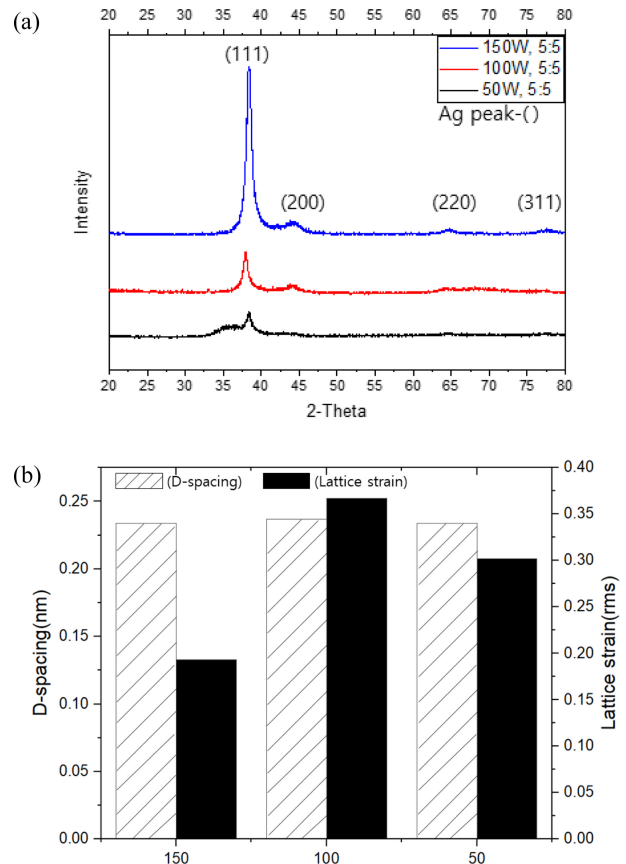 (a)
20 25 30 35 40 45 50 55 60 65 70 75 80
150W, 5:5
100W, 5:5
50W, 5:5
Ag peak-()
(111)
(200)
(220)
(311)
Intensity
20 25 30 35 40 45 50 55 60 65 70 75 80
2-Theta
(b)
(D-spacing)
(Lattice strain)
0.25
0.20
0.15
0.10
0.05
0.00
D-spacing(nm)
0.40
0.35
0.30
0.25
0.20
0.15
0.10
0.05
0.00
Lattice strain(rms)
150 100 50